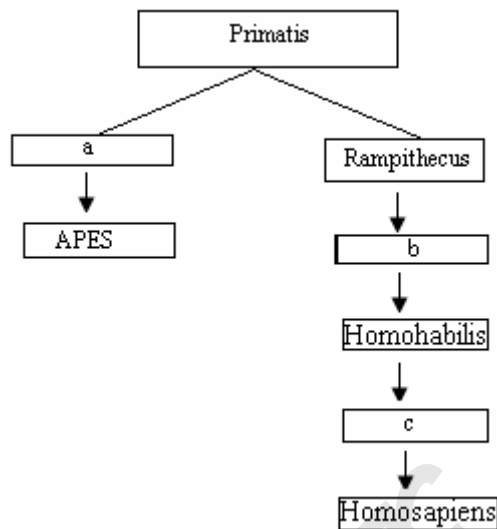 Primatis
a
Rampithecus
APES
b
Homohabilis
c
Homosapiens